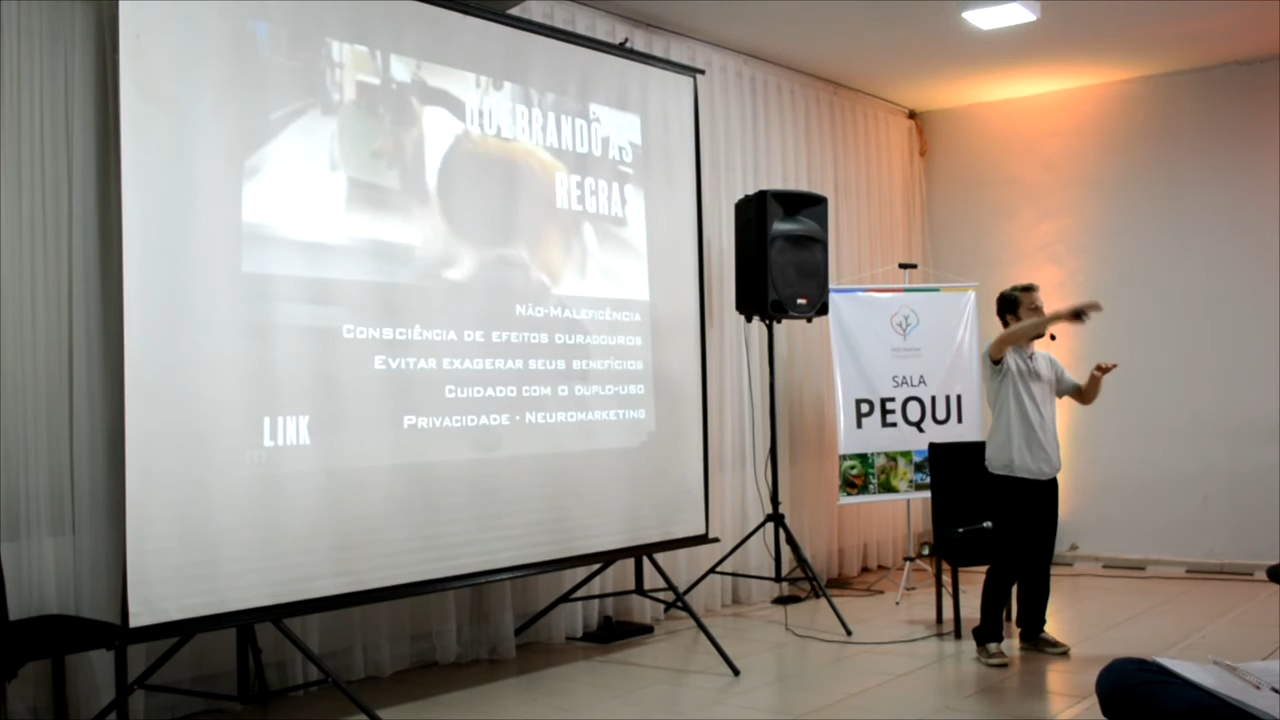 QUEBRANDO AS
REGRAS
NÃO-MALEFICÊNCIA
CONSCIÊNCIA DE EFEITOS DURADOUROS
EVITAR EXAGERAR SEUS BENEFÍCIOS
CUIDADO COM O DUPLO-USO
PRIVACIDADE - NEUROMARKETING
LINK
SALA
PEQUI